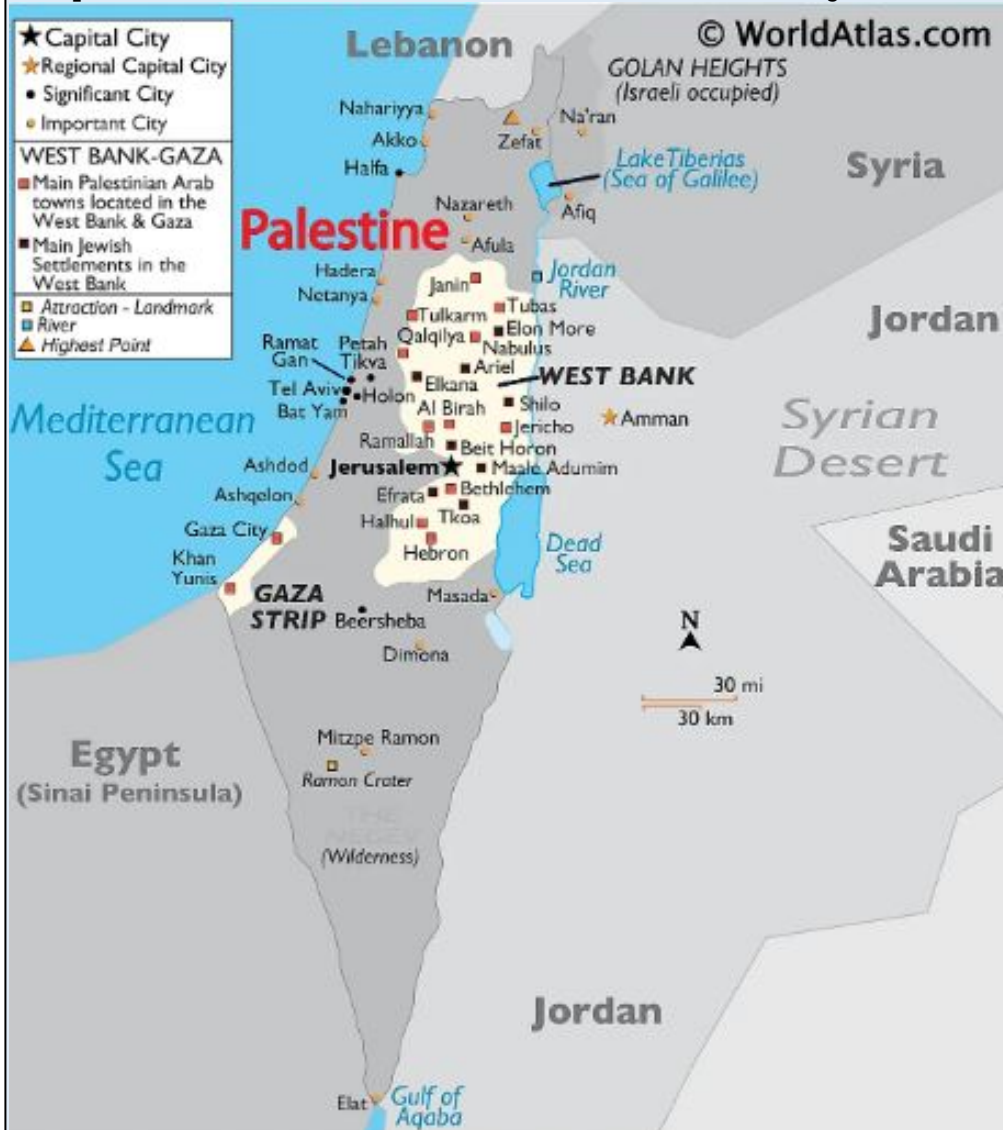 © WorldAtlas.com
★ Capital City
Regional Capital City
Significant City
Important City
WEST BANK-GAZA
Main Palestinian Arab
towns located in the
West Bank & Gaza
Main Jewish
Settlements in the
West Bank
Attraction - Landmark
River
Highest Point
Lebanon
GOLAN HEIGHTS
(Israeli occupied)
Nahariyya
Na'ran
Akko
Zefat
Halfa
Lake Tiberias
(Sea of Galilee)
Syria
Nazareth
Afiq
Palestine
Afula
Hadera
Janin
Jordan
River
Netanya
Tubas
Tulkarm
Elon More
Jordan
Ramat
Gan
Petah
Tikva
Qalqilya
Nabulus
Ariel
WEST BANK
Tel Aviv
Holon
Elkana
Bat Yam
Al Birah
Shilo
Amman
Mediterranean
Sea
Syrian
Desert
Ramallah
Jericho
Beit Horon
Ashdod
Jerusalem
Maale Adumim
Ashqelon
Efrata
Bethlehem
Gaza City
Halhul
Tkoa
Khan
Yunis
Hebron
Dead
Sea
Saudi
Arabia
GAZA
STRIP
Masada
Beersheba
N
Dimona
30 mi
30 km
Egypt
(Sinai Peninsula)
Mitzpe Ramon
Ramon Crater
THE
NEGEV
(Wilderness)
Jordan
Elat
Gulf of
Aqaba